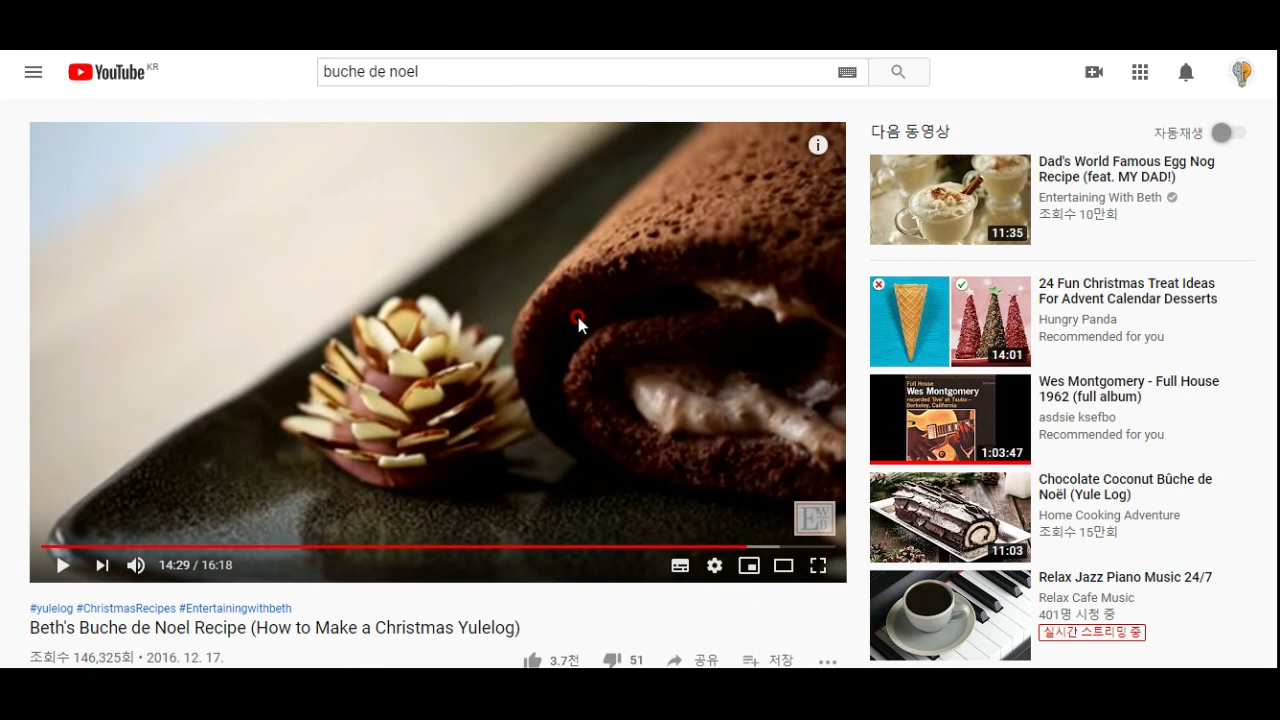 YouTube KR
buche de noel
EWB
14:29 / 16:18
#yulelog #ChristmasRecipes #Entertainingwithbeth
Beth's Buche de Noel Recipe (How to Make a Christmas Yulelog)
조회수 146,325회 • 2016. 12. 17.
3.7천
51
공유
저장
다음 동영상
자동재생
11:35
Dad's World Famous Egg Nog
Recipe (feat. MY DAD!)
Entertaining With Beth
조회수 10만회
14:01
24 Fun Christmas Treat Ideas
For Advent Calendar Desserts
Hungry Panda
Recommended for you
Full House
Wes Montgomery
recorded 'live' at Tsubo -
Berkeley, California
1:03:47
Wes Montgomery - Full House
1962 (full album)
asdsie ksefbo
Recommended for you
11:03
Chocolate Coconut Bûche de
Noël (Yule Log)
Home Cooking Adventure
조회수 15만회
Relax Jazz Piano Music 24/7
Relax Cafe Music
401명 시청 중
실시간 스트리밍 중